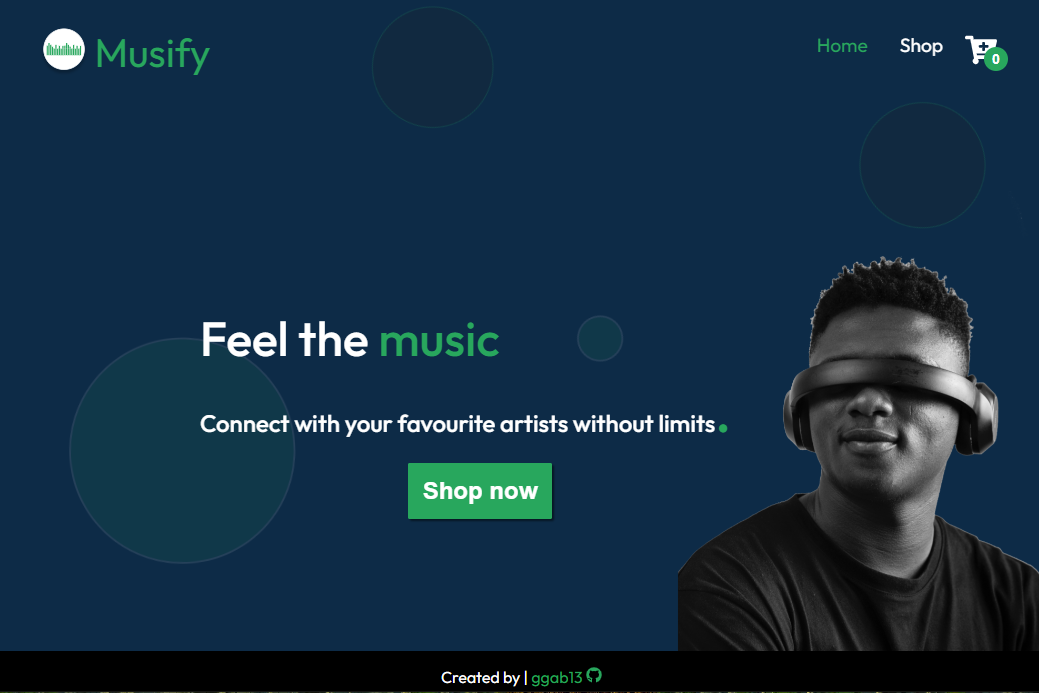 Musify
Home Shop 0
Feel the music
Connect with your favourite artists without limits.
Shop now
Created by | ggab13